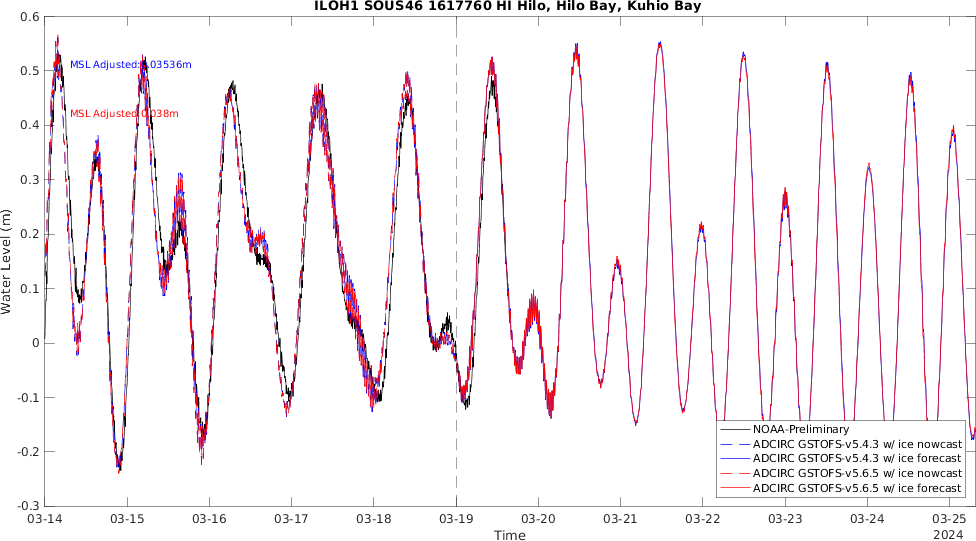 ILOH1 SOUS46 1617760 HI Hilo, Hilo Bay, Kuhio Bay
0.6
0.5
0.4
0.3
0.2
0.1
0
-0.1
-0.2
-0.3
Water Level (m)
MSL Adjusted:0.03536m
MSL Adjusted:0.038m
NOAA-Preliminary
ADCIRC GSTOFS-v5.4.3 w/ ice nowcast
ADCIRC GSTOFS-v5.4.3 w/ ice forecast
ADCIRC GSTOFS-v5.6.5 w/ ice nowcast
ADCIRC GSTOFS-v5.6.5 w/ ice forecast
03-14 03-15 03-16 03-17 03-18 03-19 03-20 03-21 03-22 03-23 03-24 03-25
Time
2024